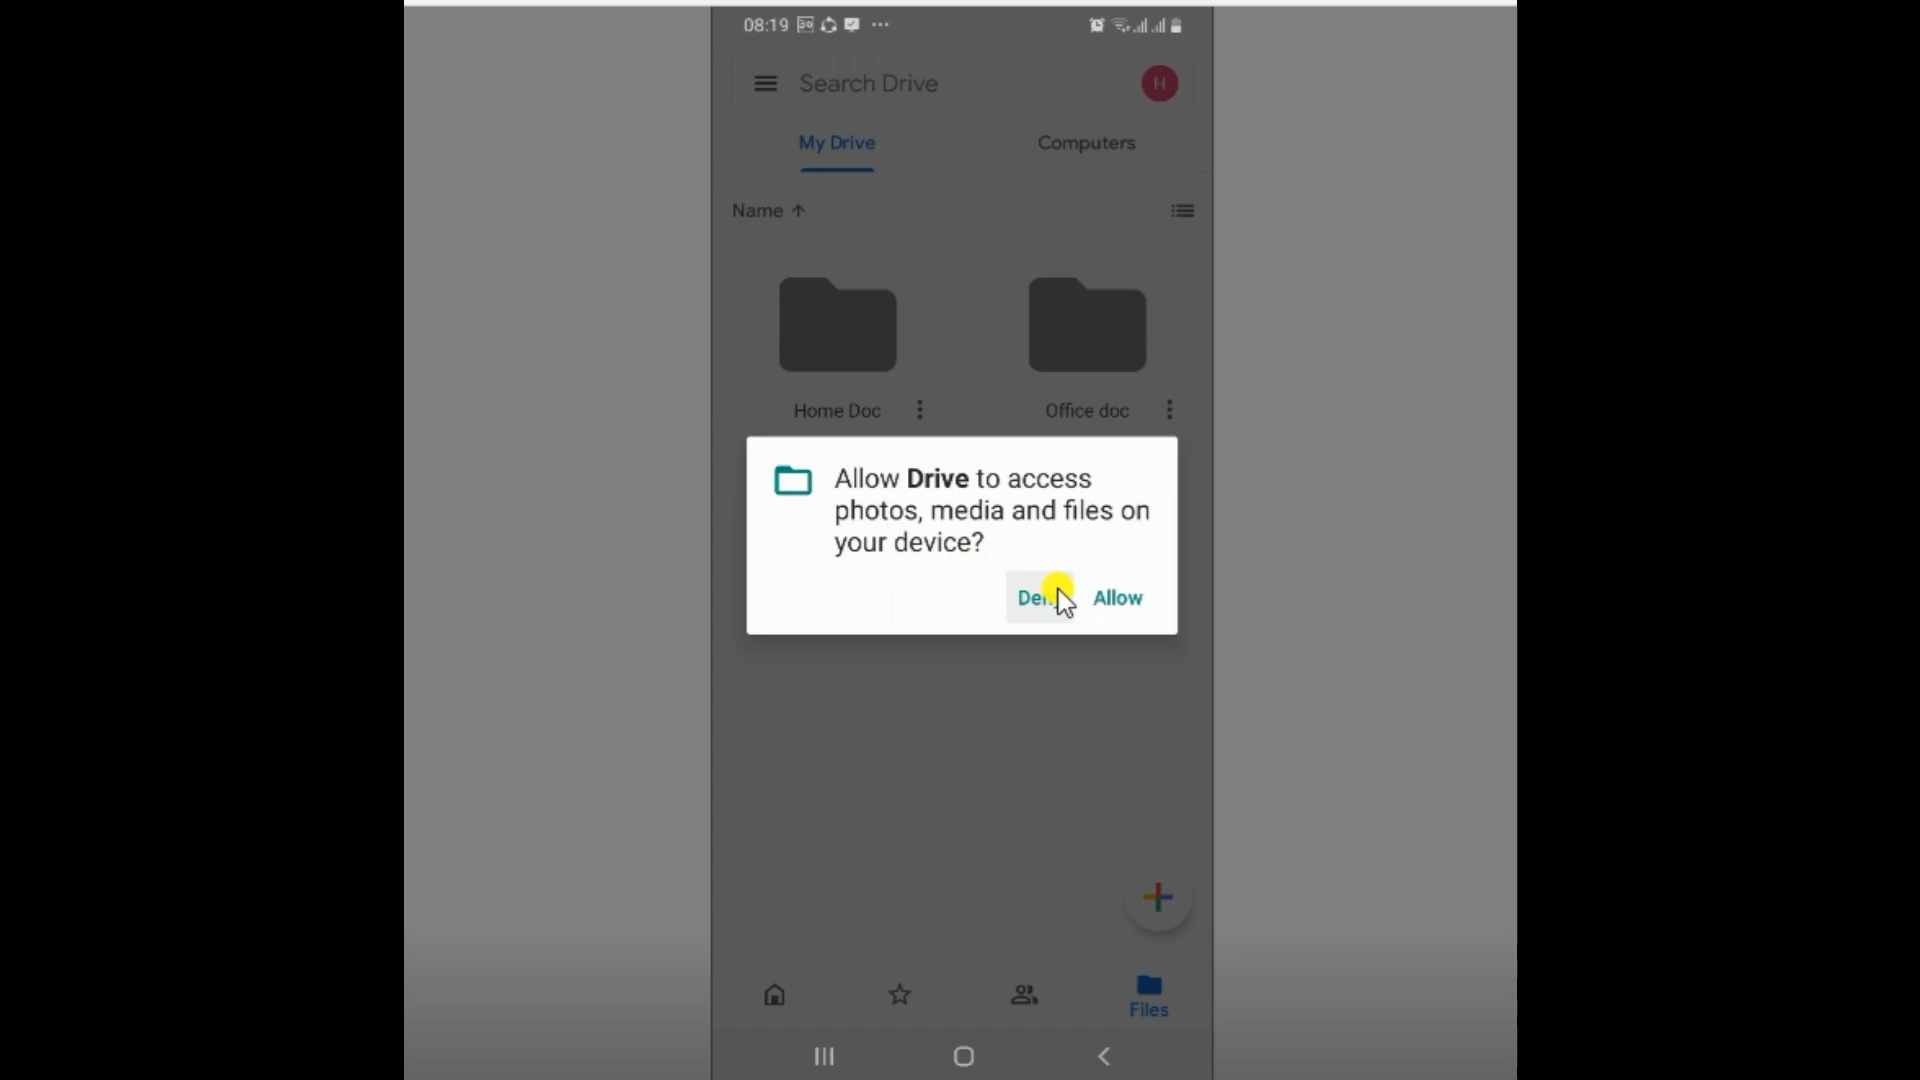 08:19
Search Drive
H
My Drive
Computers
Name
Home Doc
Office doc
Allow Drive to access
photos, media and files on
your device?
Allow
Files